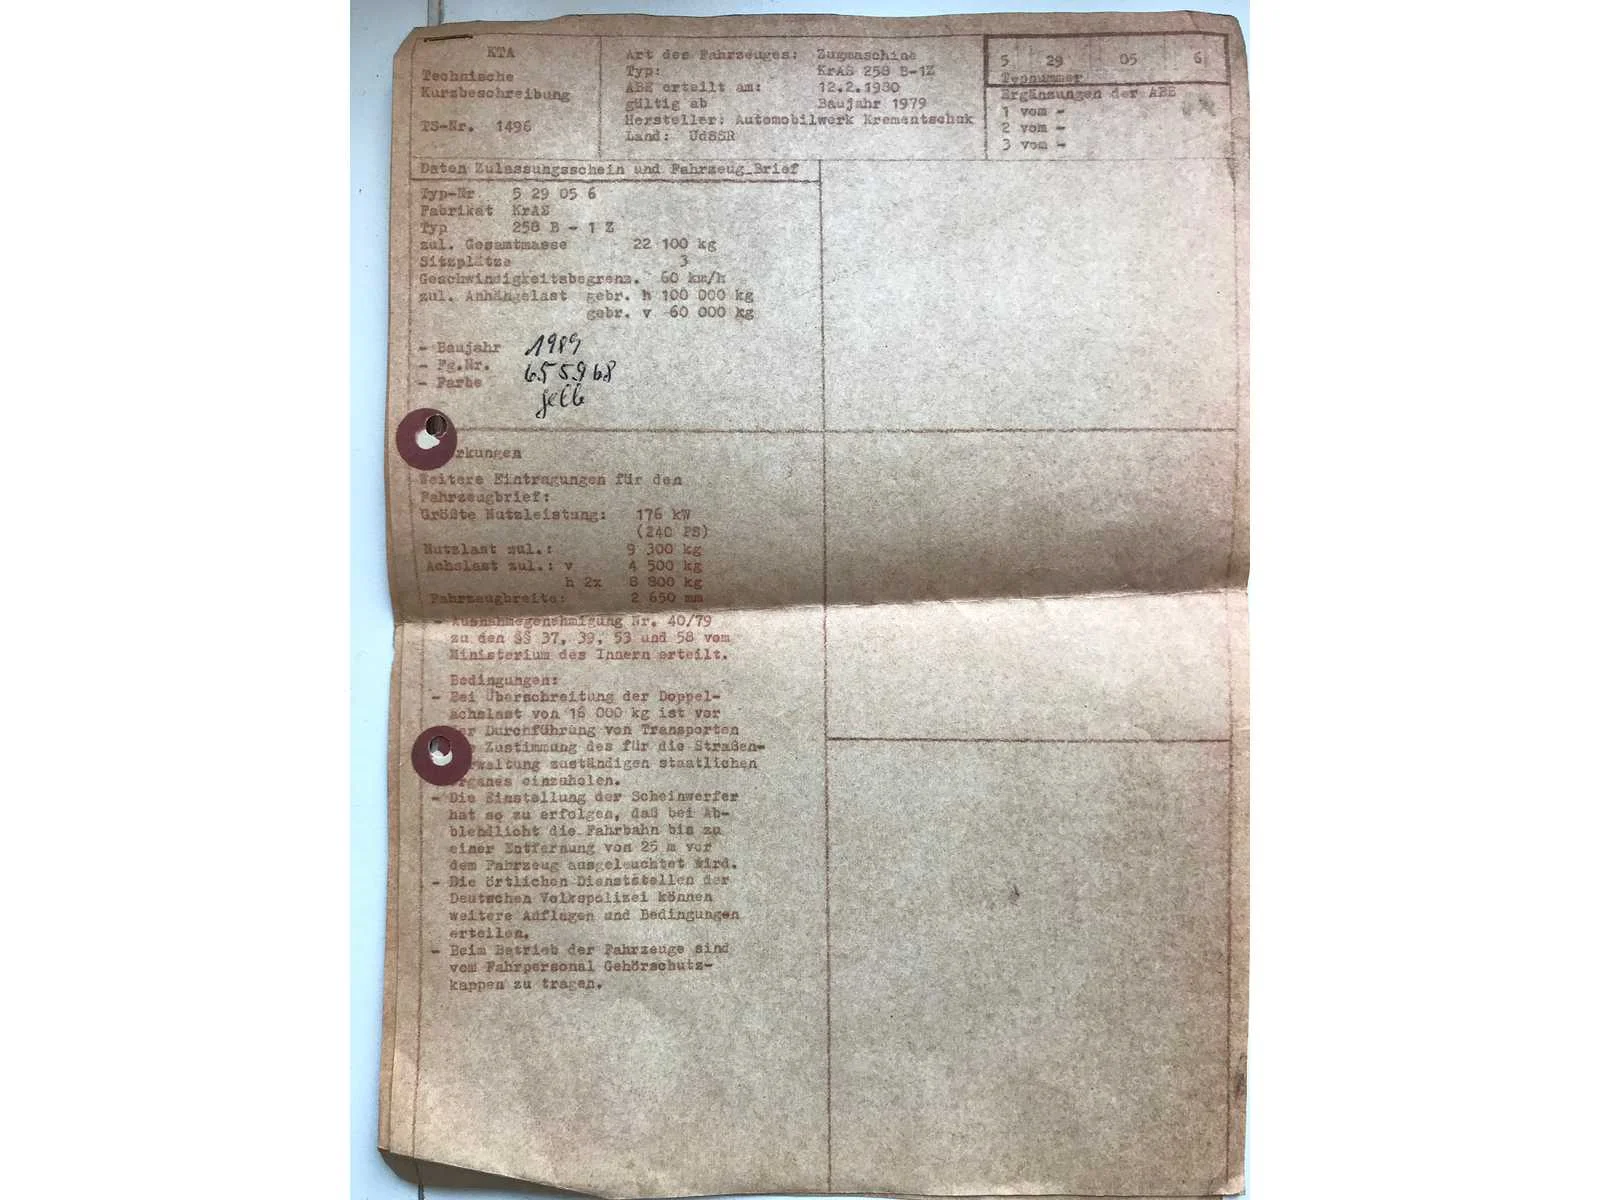 KTA
Technische
Kurzbeschreibung
TS-Nr. 1496
Art des Fahrzeuges: Zugmaschine
Typ: KrAS 258 B-1Z
ABE erteilt am: 12.2.1980
gültig ab Baujahr 1979
Hersteller: Automobilwerk Krementschuk
Land: UdSSR
5 29 05 6
Typnummer
Ergänzungen der ABE
1 vom -
2 vom -
3 vom -
Daten Zulassungsschein und Fahrzeug-Brief
Typ-Nr. 5 29 05 6
Fabrikat KrAS
Typ 258 B - 1 Z
zul. Gesamtmasse 22 100 kg
Sitzplätze 3
Geschwindigkeitsbegrenz. 60 km/h
zul. Anhängelast gebr. h 100 000 kg
gebr. v 60 000 kg
- Baujahr 1989
- Fg.Nr. 655968
- Farbe gelb
rkungen
Weitere Eintragungen für den
Fahrzeugbrief:
Größte Nutzleistung: 176 kW
(240 PS)
Nutzlast zul.: 9 300 kg
Achslast zul.: v 4 500 kg
h 2x 8 800 kg
Fahrzeugbreite: 2 650 mm
- Ausnahmegenehmigung Nr. 40/79
zu den §§ 37, 39, 53 und 58 vom
Ministerium des Innern erteilt.
Bedingungen:
- Bei Überschreitung der Doppel-
achslast von 16 000 kg ist vor
der Durchführung von Transporten
Zustimmung des für die Straßen-
rwaltung zuständigen staatlichen
Organes einzuholen.
- Die Einstellung der Scheinwerfer
hat so zu erfolgen, daß bei Ab-
blendlicht die Fahrbahn bis zu
einer Entfernung von 25 m vor
dem Fahrzeug ausgeleuchtet wird.
- Die örtlichen Dienststellen der
Deutschen Volkspolizei können
weitere Auflagen und Bedingungen
erteilen.
- Beim Betrieb der Fahrzeuge sind
vom Fahrpersonal Gehörschutz-
kappen zu tragen.